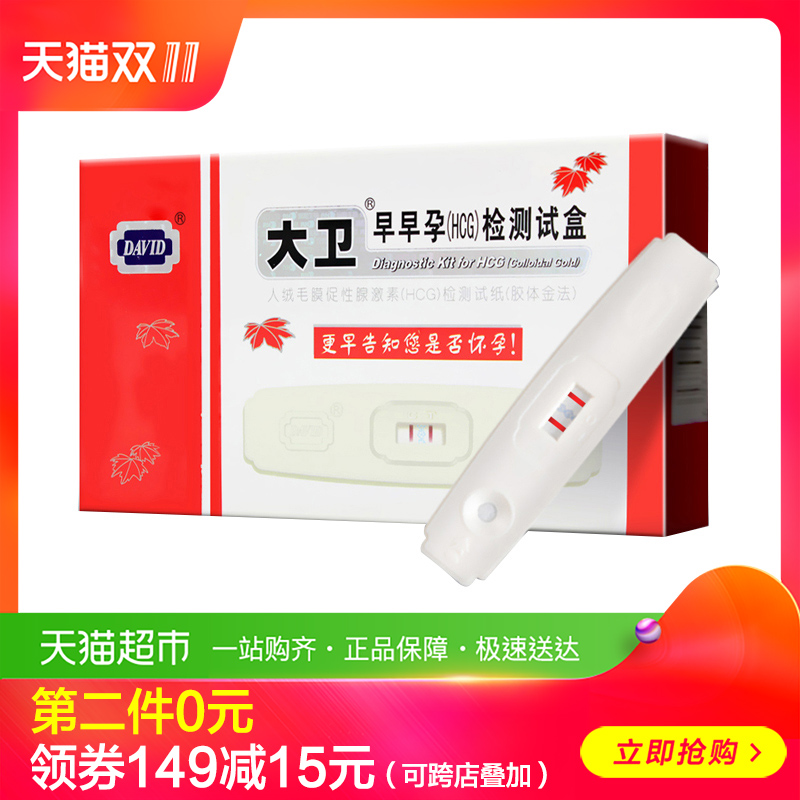 天猫双11
DAVID®
大卫®
早早孕(HCG)检测试盒
Diagnostic Kit for HCG (Colloidal Gold)
人绒毛膜促性腺激素(HCG)检测试纸(胶体金法)
更早告知您是否怀孕!
DAVID®
天猫超市 一站购齐·正品保障·极速送达
第二件0元
领券149减15元(可跨店叠加)
立即抢购 >